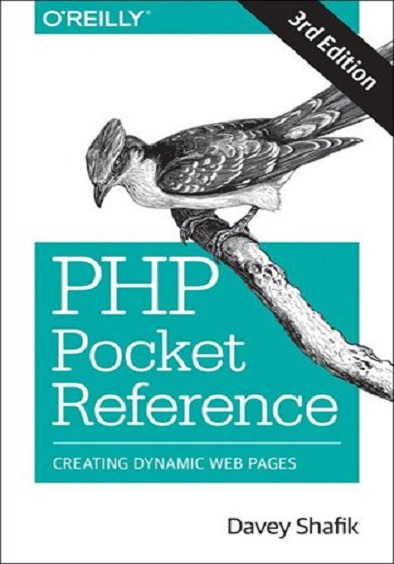 O'REILLY®
3rd Edition
PHP
Pocket
Reference
CREATING DYNAMIC WEB PAGES
Davey Shafik